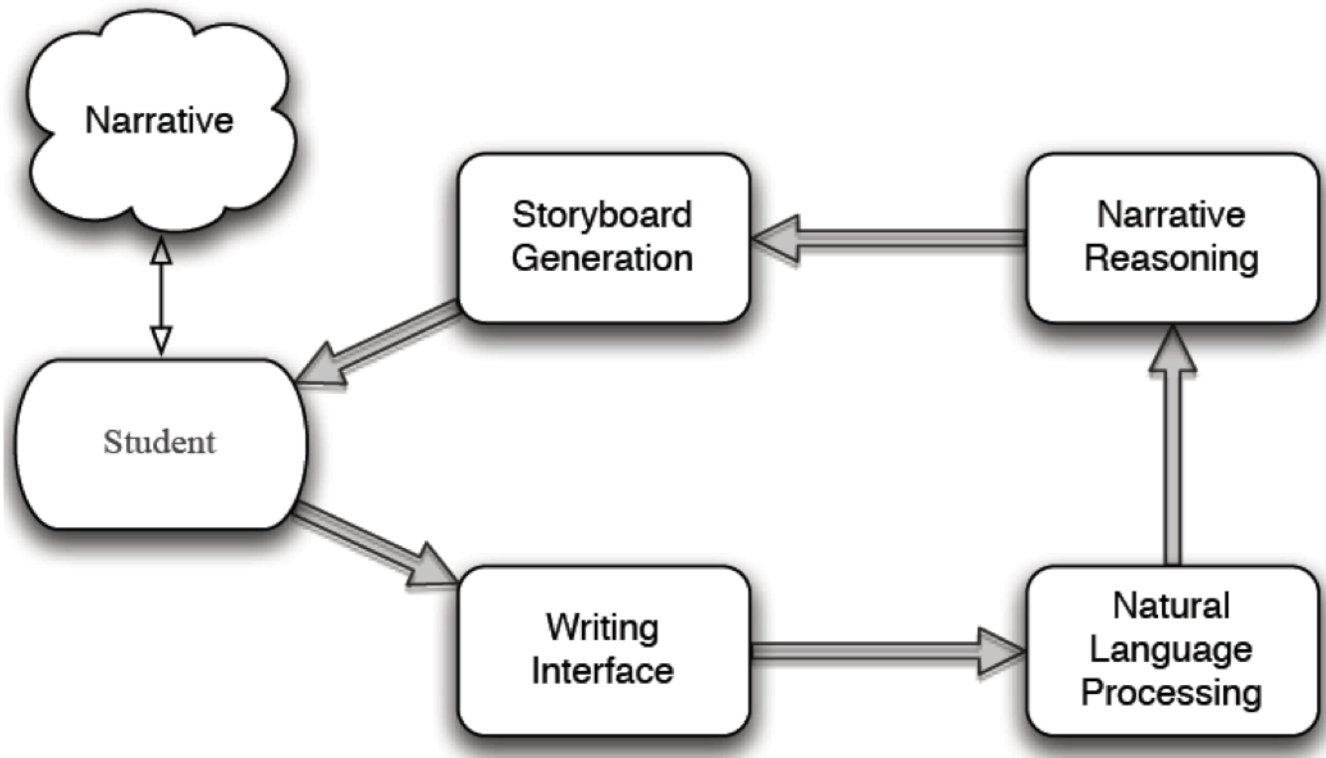 Narrative
Storyboard
Generation
Narrative
Reasoning
Student
Writing
Interface
Natural
Language
Processing